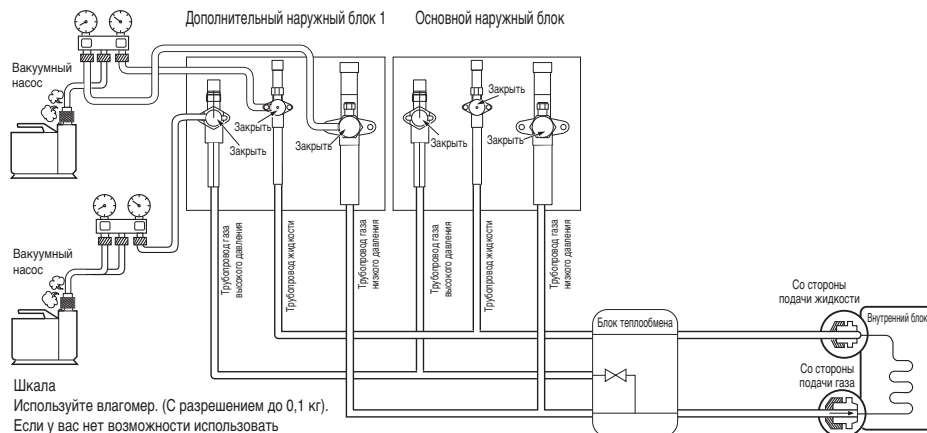 Дополнительный наружный блок 1
Основной наружный блок
Вакуумный
насос
Закрыть
Закрыть
Закрыть
Закрыть
Закрыть
Закрыть
Вакуумный
насос
Трубопровод газа
высокого давления
Трубопровод жидкости
Трубопровод газа
низкого давления
Трубопровод газа
высокого давления
Трубопровод жидкости
Трубопровод газа
низкого давления
Со стороны
подачи жидкости
Блок теплообмена
Внутренний блок
Со стороны
подачи газа
Шкала
Используйте влагомер. (С разрешением до 0,1 кг).
Если у вас нет возможности использовать